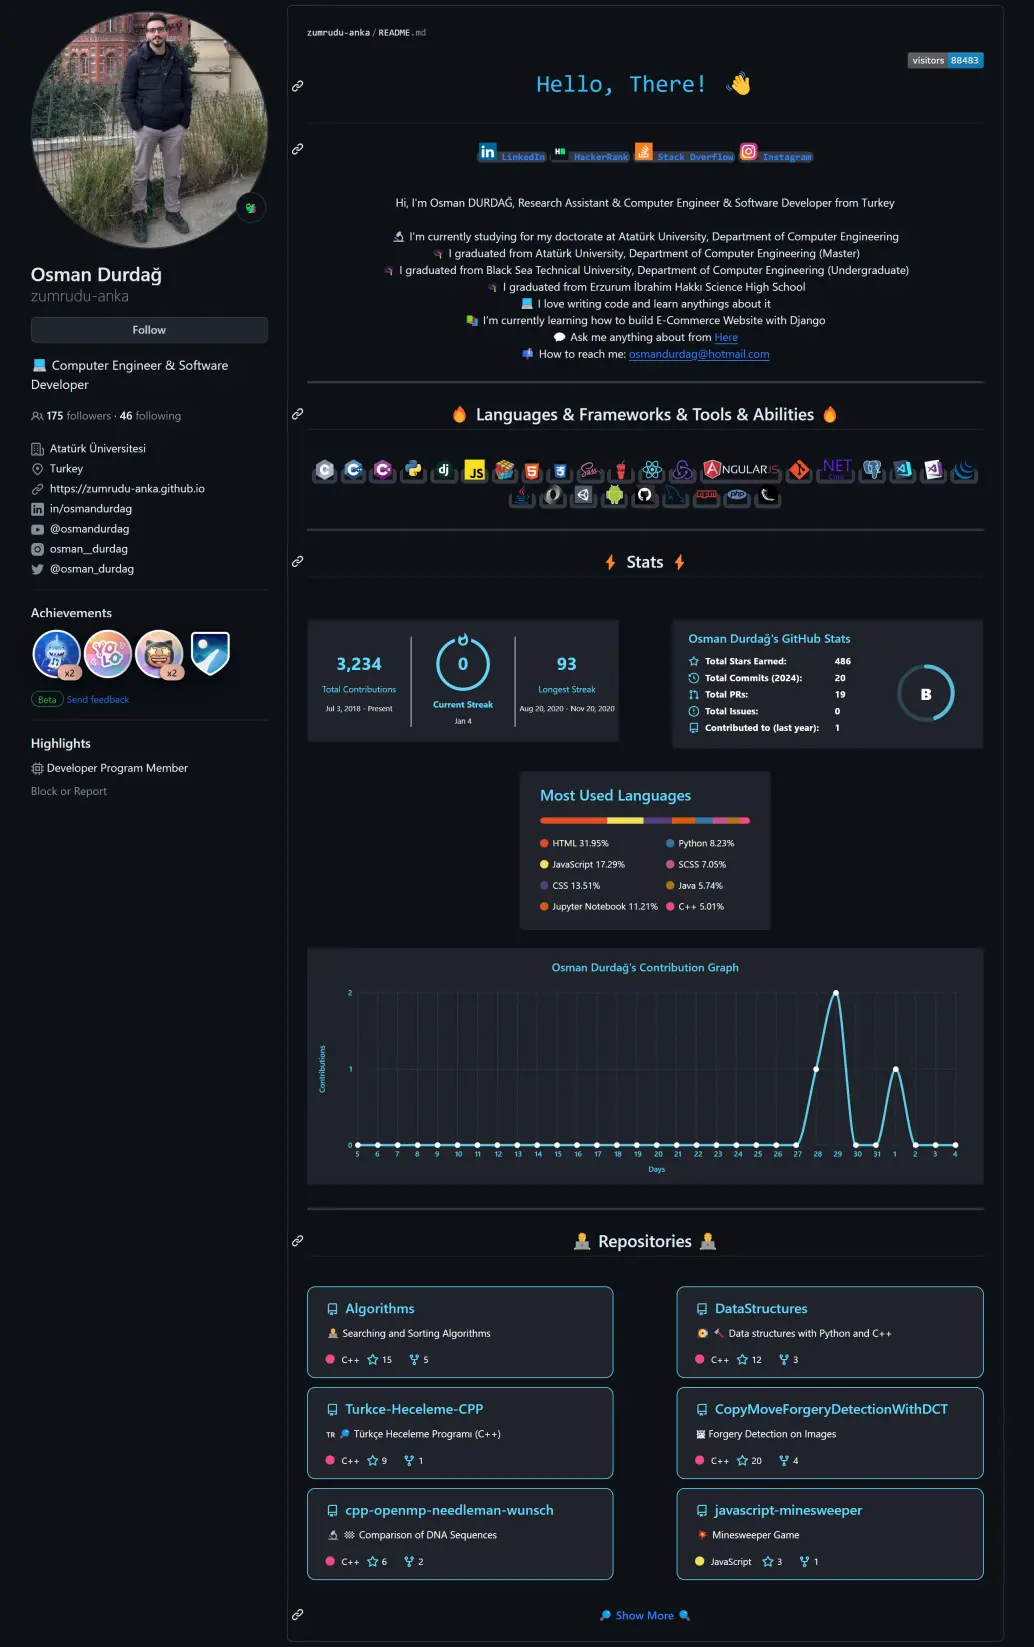 Osman Durdağ
zumrudu-anka
Follow
Computer Engineer & Software
Developer
175 followers · 46 following
Atatürk Üniversitesi
Turkey
https://zumrudu-anka.github.io
in/osmandurdag
@osmandurdag
osman__durdag
@osman_durdag
Achievements
YOLO
x2
x2
Beta Send feedback
Highlights
Developer Program Member
Block or Report
zumrudu-anka / README.md
visitors 88483
Hello, There!
LinkedIn HackerRank Stack Overflow Instagram
Hi, I'm Osman DURDAĞ, Research Assistant & Computer Engineer & Software Developer from Turkey
I'm currently studying for my doctorate at Atatürk University, Department of Computer Engineering
I graduated from Atatürk University, Department of Computer Engineering (Master)
I graduated from Black Sea Technical University, Department of Computer Engineering (Undergraduate)
I graduated from Erzurum İbrahim Hakkı Science High School
I love writing code and learn anythings about it
I'm currently learning how to build E-Commerce Website with Django
Ask me anything about from Here
How to reach me: osmandurdag@hotmail.com
Languages & Frameworks & Tools & Abilities
dj JS Sass ANGULARJS NET Core
Java npm php
Stats
3,234
Total Contributions
Jul 3, 2018 - Present
0
Current Streak
Jan 4
93
Longest Streak
Aug 20, 2020 - Nov 20, 2020
Osman Durdağ's GitHub Stats
Total Stars Earned: 486
Total Commits (2024): 20
Total PRs: 19
Total Issues: 0
Contributed to (last year): 1
B
Most Used Languages
HTML 31.95%
JavaScript 17.29%
CSS 13.51%
Jupyter Notebook 11.21%
Python 8.23%
SCSS 7.05%
Java 5.74%
C++ 5.01%
Osman Durdağ's Contribution Graph
2
1
0
Contributions
5 6 7 8 9 10 11 12 13 14 15 16 17 18 19 20 21 22 23 24 25 26 27 28 29 30 31 1 2 3 4
Days
Repositories
Algorithms
Searching and Sorting Algorithms
C++ 15 5
DataStructures
Data structures with Python and C++
C++ 12 3
Turkce-Heceleme-CPP
TR Türkçe Heceleme Programı (C++)
C++ 9 1
CopyMoveForgeryDetectionWithDCT
Forgery Detection on Images
C++ 20 4
cpp-openmp-needleman-wunsch
Comparison of DNA Sequences
C++ 6 2
javascript-minesweeper
Minesweeper Game
JavaScript 3 1
Show More